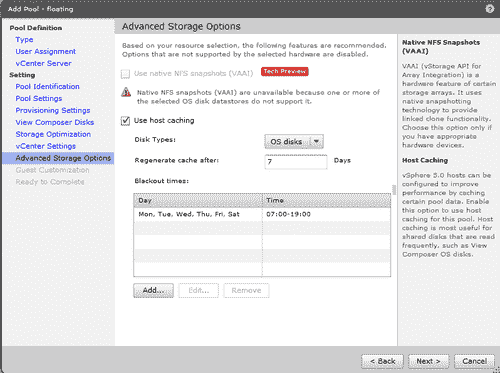 Add Pool - floating
Pool Definition
Type
User Assignment
vCenter Server
Setting
Pool Identification
Pool Settings
Provisioning Settings
View Composer Disks
Storage Optimization
vCenter Settings
Advanced Storage Options
Guest Customization
Ready to Complete
Advanced Storage Options
Based on your resource selection, the following features are recommended.
Options that are not supported by the selected hardware are disabled.
Use native NFS snapshots (VAAI) Tech Preview
Native NFS snapshots (VAAI) are unavailable because one or more
of the selected OS disk datastores do not support it.
Use host caching
Disk Types: OS disks
Regenerate cache after: 7 Days
Blackout times:
Day Time
Mon, Tue, Wed, Thu, Fri, Sat 07:00-19:00
Add... Edit... Remove
Native NFS Snapshots
(VAAI)
VAAI (vStorage API for
Array Integration) is a
hardware feature of certain
storage arrays. It uses
native snapshotting
technology to provide
linked clone functionality.
Choose this option only if
you have appropriate
hardware devices.
Host Caching
vSphere 5.0 hosts can be
configured to improve
performance by caching
certain pool data. Enable
this option to use host
caching for this pool. Host
caching is most useful for
shared disks that are read
frequently, such as View
Composer OS disks.
< Back Next > Cancel